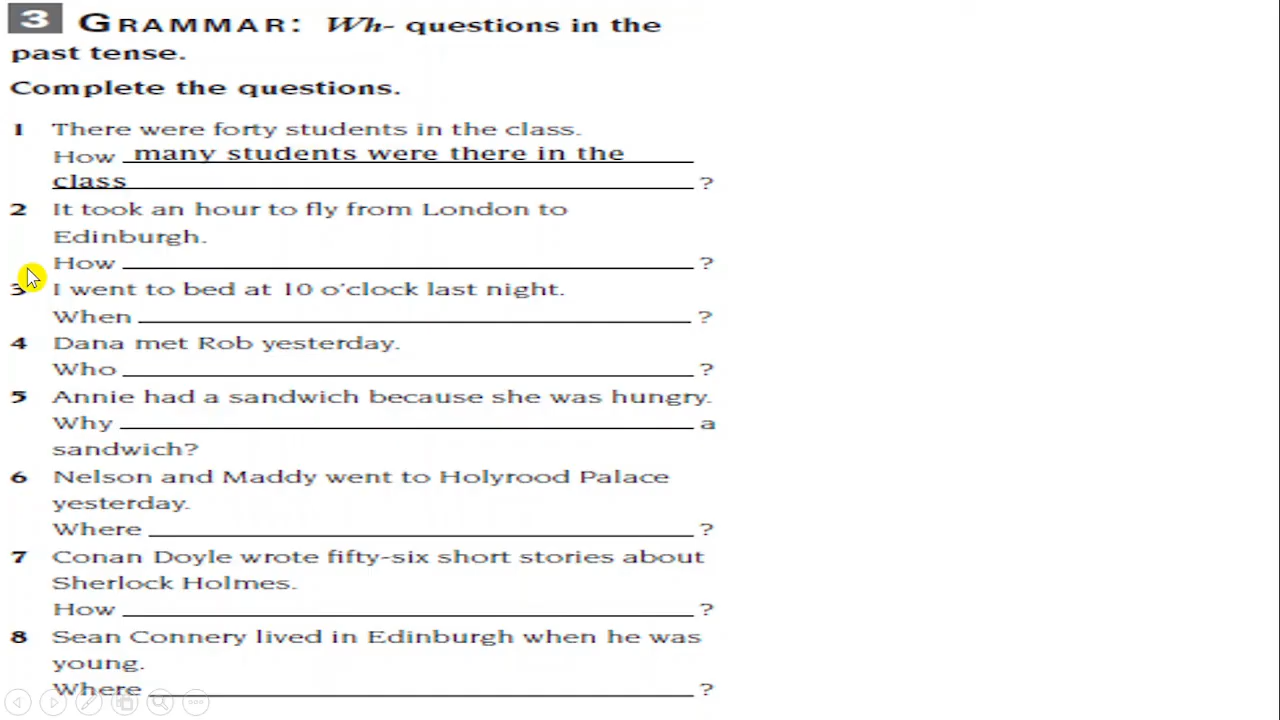 3 GRAMMAR: Wh- questions in the
past tense.
Complete the questions.
1 There were forty students in the class.
How many students were there in the
class ?
2 It took an hour to fly from London to
Edinburgh.
How ?
3 I went to bed at 10 o'clock last night.
When ?
4 Dana met Rob yesterday.
Who ?
5 Annie had a sandwich because she was hungry.
Why a
sandwich?
6 Nelson and Maddy went to Holyrood Palace
yesterday.
Where ?
7 Conan Doyle wrote fifty-six short stories about
Sherlock Holmes.
How ?
8 Sean Connery lived in Edinburgh when he was
young.
Where ?